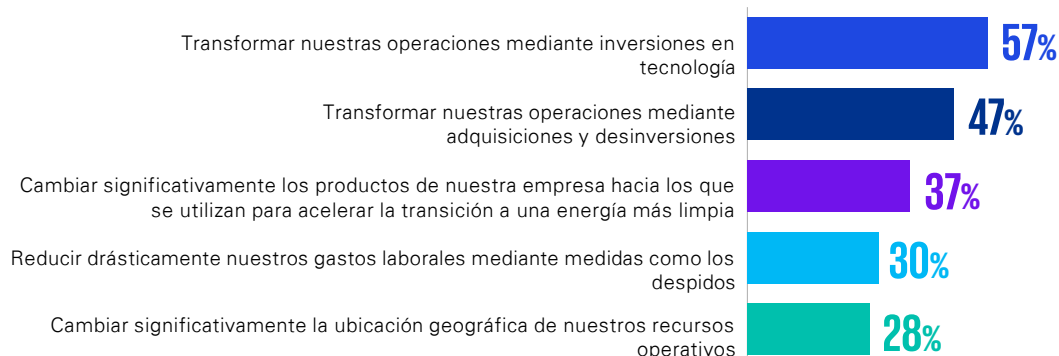 Transformar nuestras operaciones mediante inversiones en
tecnología
57%
Transformar nuestras operaciones mediante
adquisiciones y desinversiones
47%
Cambiar significativamente los productos de nuestra empresa hacia los que
se utilizan para acelerar la transición a una energía más limpia
37%
Reducir drásticamente nuestros gastos laborales mediante medidas como los
despidos
30%
Cambiar significativamente la ubicación geográfica de nuestros recursos
operativos
28%